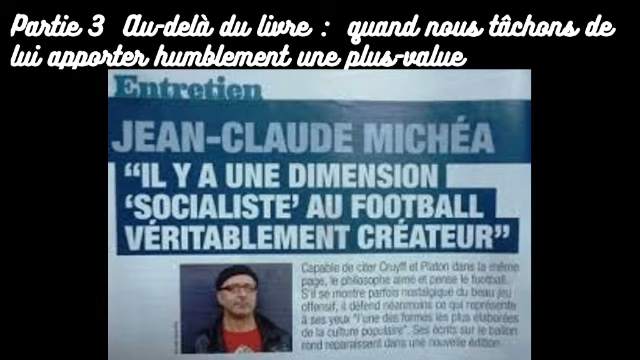 Partie 3 Au-delà du livre : quand nous tâchons de
lui apporter humblement une plus-value
Entretien
JEAN-CLAUDE MICHÉA
“IL Y A UNE DIMENSION
‘SOCIALISTE’ AU FOOTBALL
VÉRITABLEMENT CRÉATEUR”
Capable de citer Cruyff et Platon dans la même
page, le philosophe aime et pense le football.
S'il se montre parfois nostalgique du beau jeu
offensif, il défend néanmoins ce qui représente
à ses yeux "l'une des formes les plus élaborées
de la culture populaire". Ses écrits sur le ballon
rond reparaissent dans une nouvelle édition.